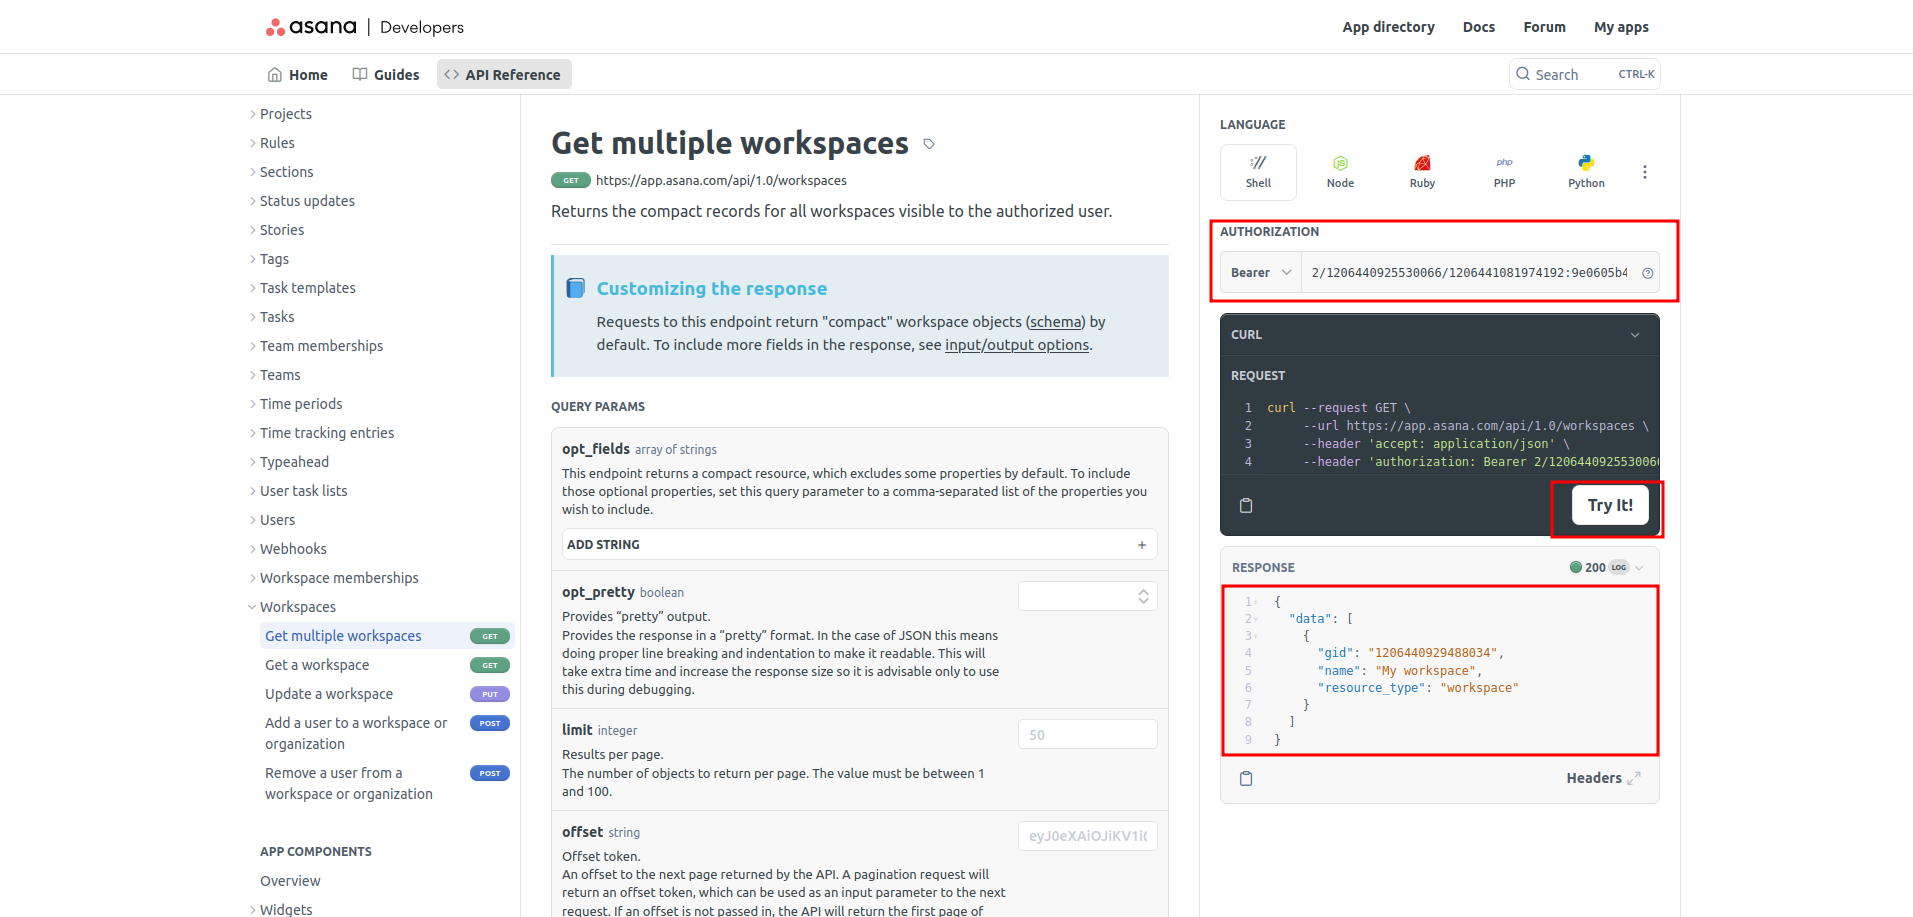 asana | Developers
App directory
Docs
Forum
My apps
Home
Guides
<> API Reference
Search
CTRL-K
Projects
Rules
Sections
Status updates
Stories
Tags
Task templates
Tasks
Team memberships
Teams
Time periods
Time tracking entries
Typeahead
User task lists
Users
Webhooks
Workspace memberships
Workspaces
Get multiple workspaces GET
Get a workspace GET
Update a workspace PUT
Add a user to a workspace or POST
organization
Remove a user from a POST
workspace or organization
APP COMPONENTS
Overview
Widgets
Get multiple workspaces
GET https://app.asana.com/api/1.0/workspaces
Returns the compact records for all workspaces visible to the authorized user.
Customizing the response
Requests to this endpoint return "compact" workspace objects (schema) by
default. To include more fields in the response, see input/output options.
QUERY PARAMS
opt_fields array of strings
This endpoint returns a compact resource, which excludes some properties by default. To include
those optional properties, set this query parameter to a comma-separated list of the properties you
wish to include.
ADD STRING +
opt_pretty boolean
Provides “pretty” output.
Provides the response in a “pretty” format. In the case of JSON this means
doing proper line breaking and indentation to make it readable. This will
take extra time and increase the response size so it is advisable only to use
this during debugging.
limit integer
50
Results per page.
The number of objects to return per page. The value must be between 1
and 100.
offset string
eyJ0eXAiOJiKV1i(
Offset token.
An offset to the next page returned by the API. A pagination request will
return an offset token, which can be used as an input parameter to the next
request. If an offset is not passed in, the API will return the first page of
LANGUAGE
Shell
JS
Node
Ruby
php
PHP
Python
AUTHORIZATION
Bearer
2/1206440925530066/1206441081974192:9e0605b4
CURL
REQUEST
1 curl --request GET \
2 --url https://app.asana.com/api/1.0/workspaces \
3 --header 'accept: application/json' \
4 --header 'authorization: Bearer 2/120644092553006
Try It!
RESPONSE
200 LOG
1 {
2 "data": [
3 {
4 "gid": "1206440929488034",
5 "name": "My workspace",
6 "resource_type": "workspace"
7 }
8 ]
9 }
Headers